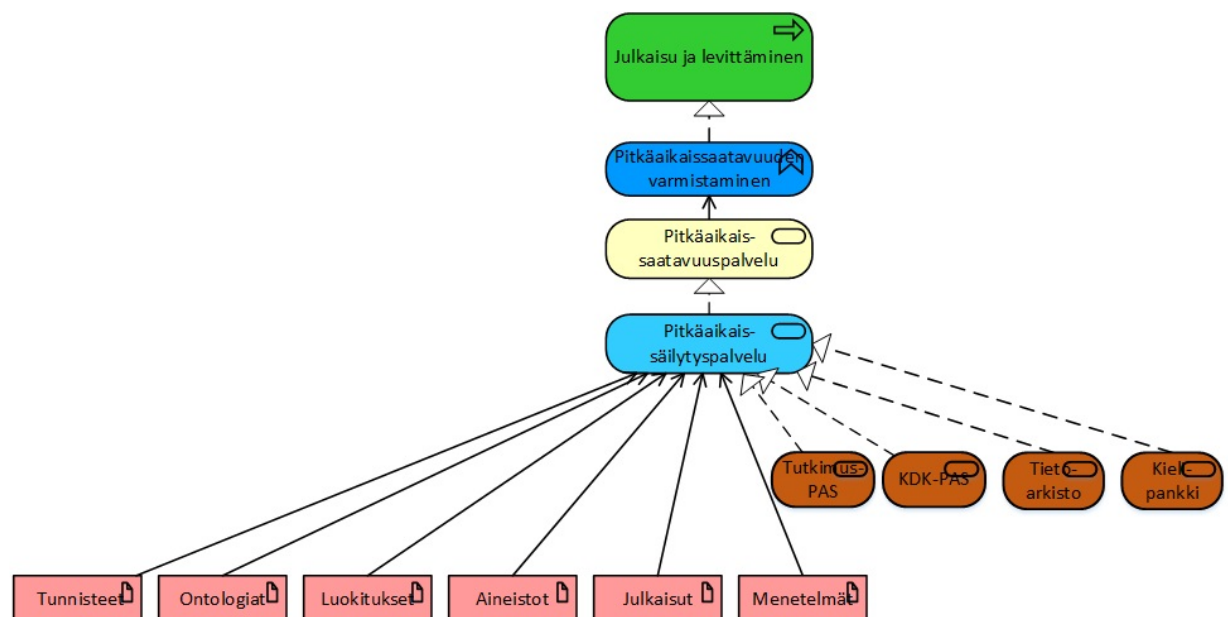 Julkaisu ja levittäminen
Pitkäaikaissaatavuuden
varmistaminen
Pitkäaikais-
saatavuuspalvelu
Pitkäaikais-
säilytyspalvelu
Tutkimus-
PAS
KDK-PAS
Tieto-
arkisto
Kieli-
pankki
Tunnisteet
Ontologiat
Luokitukset
Aineistot
Julkaisut
Menetelmät